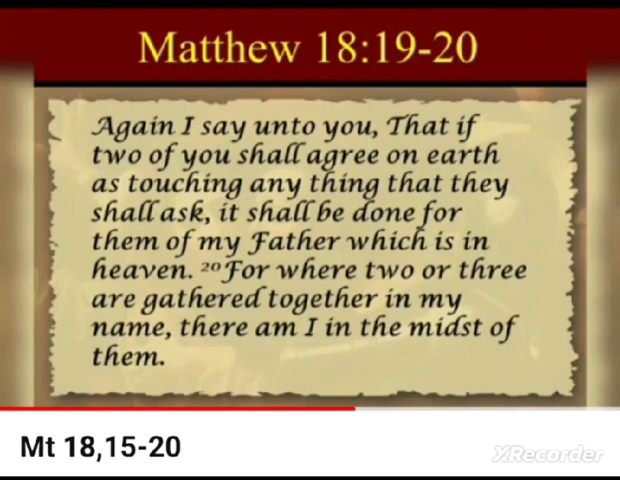 Matthew 18:19-20
Again I say unto you, That if
two of you shall agree on earth
as touching any thing that they
shall ask, it shall be done for
them of my Father which is in
heaven. ²⁰For where two or three
are gathered together in my
name, there am I in the midst of
them.
Mt 18,15-20
XRecorder